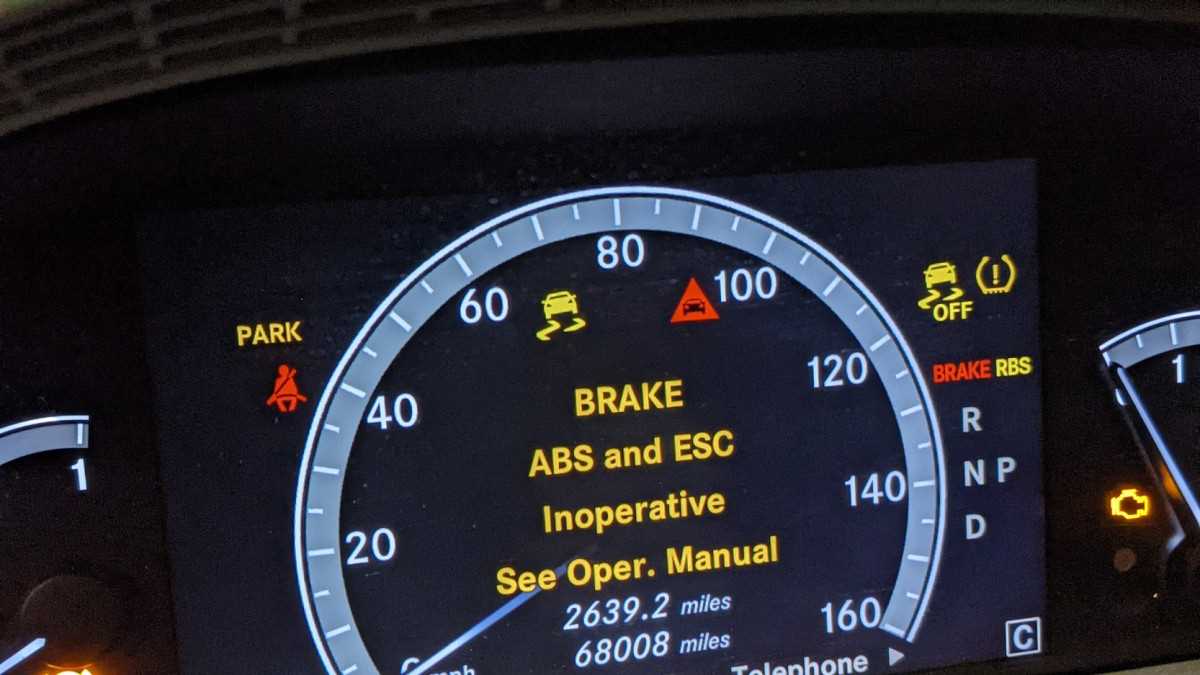 80
60
100
OFF
PARK
BRAKE RBS
120
BRAKE
40
R
ABS and ESC
1
1
N P
Inoperative
140
20
D
See Oper. Manual
2639.2 miles
160
68008 miles
C
Telephone